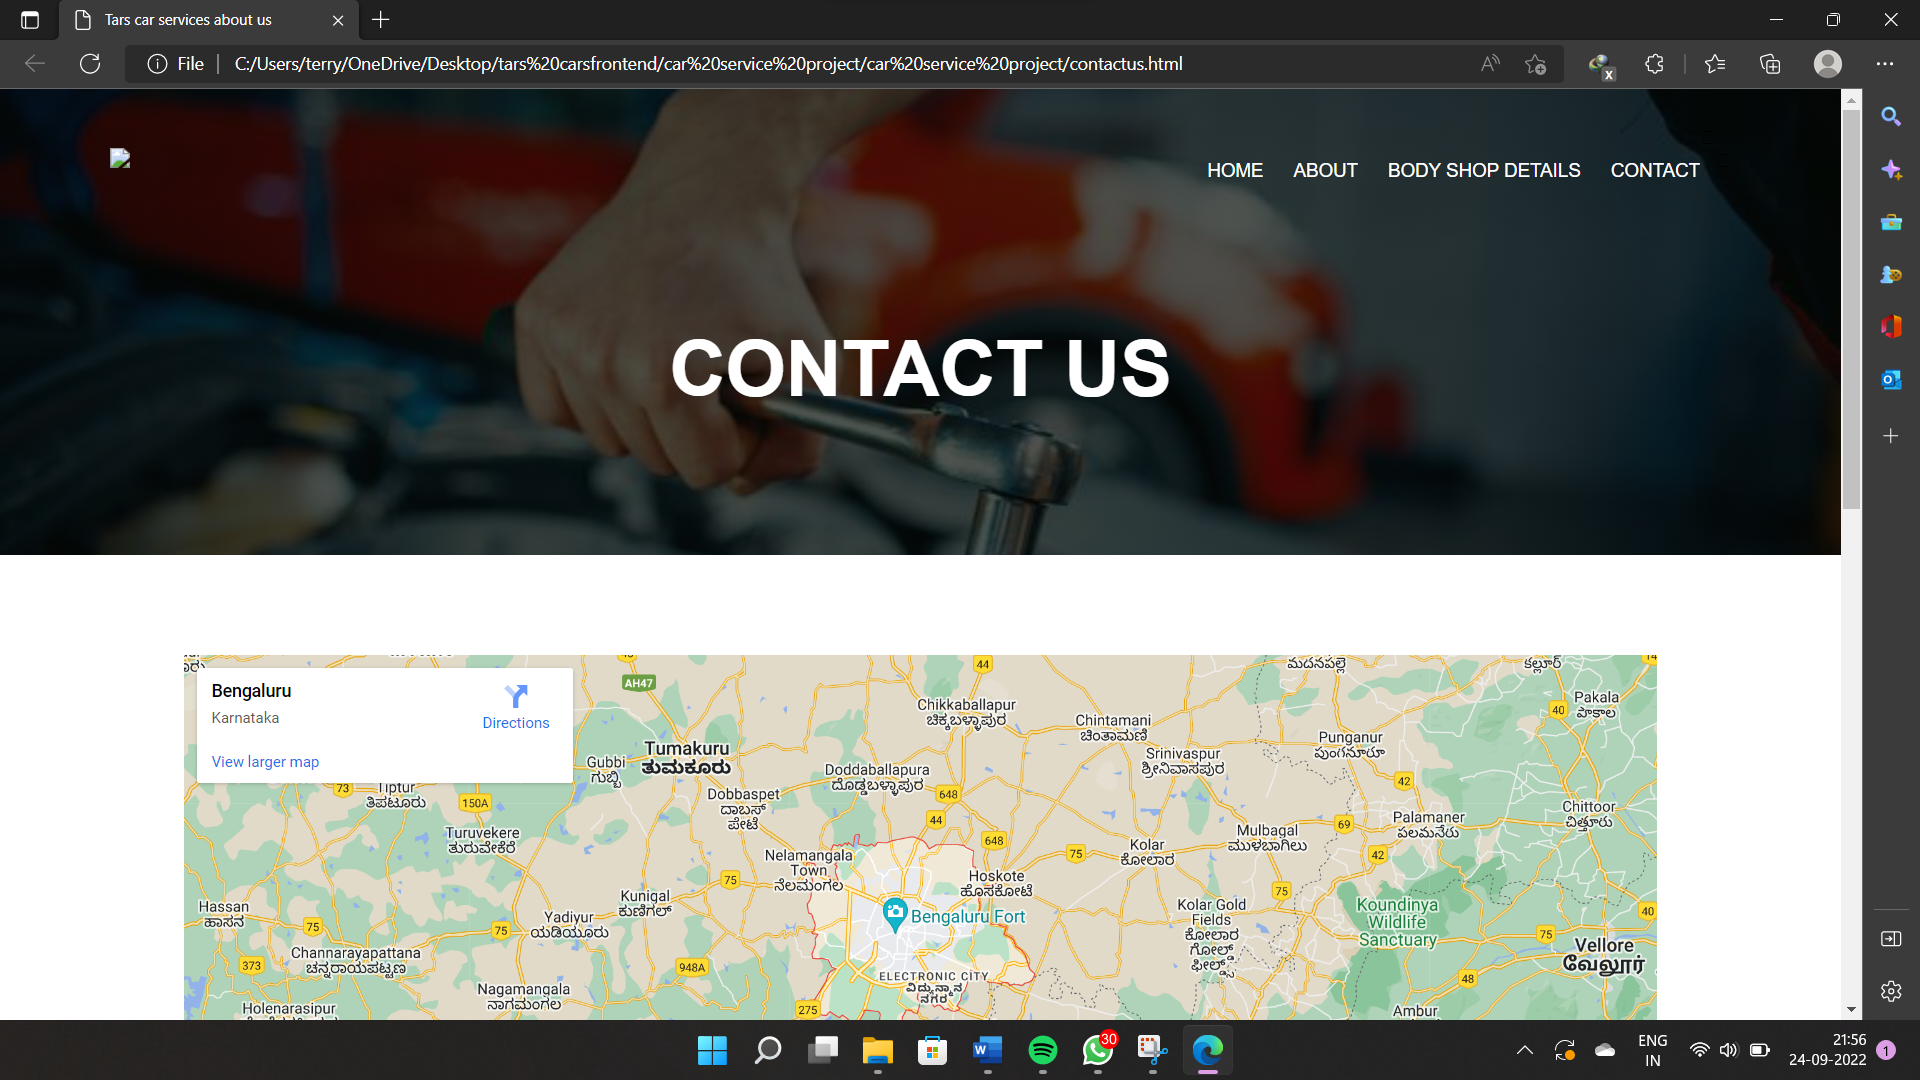 Tars car services about us
File
C:/Users/terry/OneDrive/Desktop/tars%20carsfrontend/car%20service%20project/car%20service%20project/contactus.html
HOME ABOUT BODY SHOP DETAILS CONTACT
CONTACT US
Bengaluru
Karnataka
Directions
View larger map
AH47
44
 మదనపల్లె
కల్లూర్
Chikkaballapur
ಚಿಕ್ಕಬಳ್ಳಾಪುರ
Chintamani
ಚಿಂತಾಮಣಿ
Pakala
పాకాల
40
Tumakuru
ತುಮಕೂರು
Gubbi
ಗುಬ್ಬಿ
Srinivaspur
ಶ್ರೀನಿವಾಸಪುರ
Punganur
పుంగనూరూ
Doddaballapura
ದೊಡ್ಡಬಳ್ಳಾಪುರ
73
Tiptur
ತಿಪಟೂರು
150A
Dobbaspet
ದಾಬಸ್
ಪೇಟೆ
648
42
Chittoor
చిత్తూరు
44
Turuvekere
ತುರುವೇಕೆರೆ
Mulbagal
ಮುಳಬಾಗಿಲು
69
Palamaner
పలమనేరు
648
Nelamangala
Town
ನೆಲಮಂಗಲ
75
Kolar
ಕೋಲಾರ
42
75
Hoskote
ಹೊಸಕೋಟೆ
75
Kunigal
ಕುಣಿಗಲ್
Hassan
ಹಾಸನ
75
Yadiyur
ಯಡಿಯೂರು
75
Bengaluru Fort
Kolar Gold
Fields
ಕೋಲಾರ
ಗೋಲ್ಡ್
ಫೀಲ್ಡ್ಸ್
Koundinya
Wildlife
Sanctuary
40
75
Vellore
வேலூர்
Channarayapattana
ಚನ್ನರಾಯಪಟ್ಟಣ
373
948A
ELECTRONIC CITY
ವಿದ್ಯುನ್ಮಾನ
ನಗರ
48
Nagamangala
ನಾಗಮಂಗಲ
Holenarasipur
275
Ambur
30
ENG
IN
21:56
24-09-2022
1